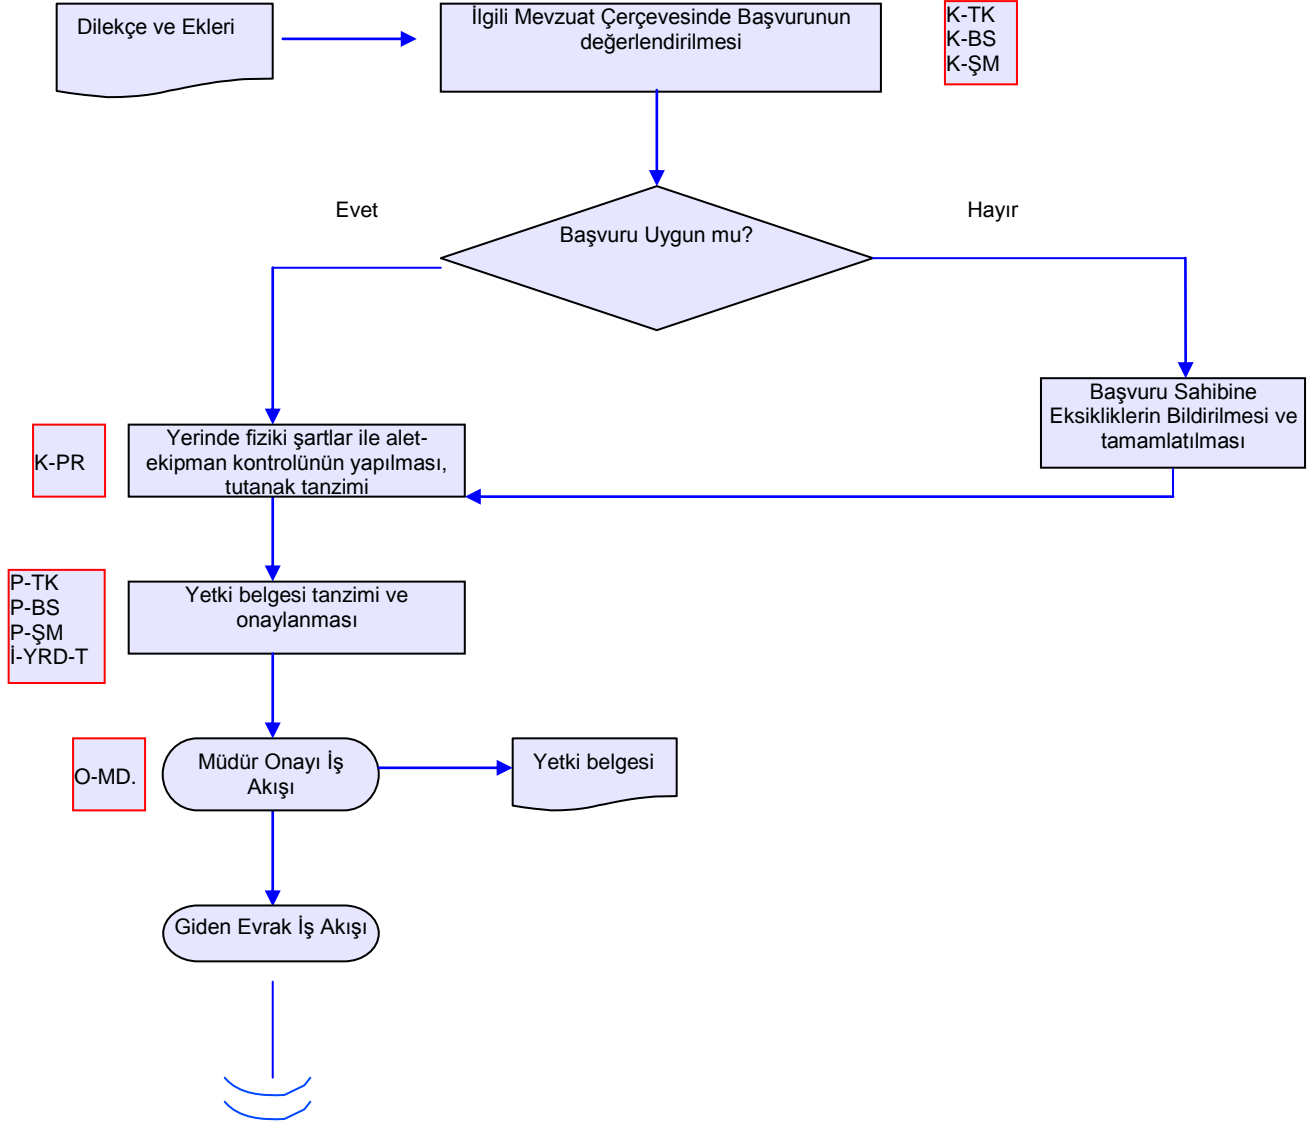 Dilekçe ve Ekleri
İlgili Mevzuat Çerçevesinde Başvurunun
değerlendirilmesi
K-TK
K-BS
K-ŞM
Evet
Hayır
Başvuru Uygun mu?
Başvuru Sahibine
Eksikliklerin Bildirilmesi ve
tamamlatılması
K-PR
Yerinde fiziki şartlar ile alet-
ekipman kontrolünün yapılması,
tutanak tanzimi
P-TK
P-BS
P-ŞM
İ-YRD-T
Yetki belgesi tanzimi ve
onaylanması
O-MD.
Müdür Onayı İş
Akışı
Yetki belgesi
Giden Evrak İş Akışı